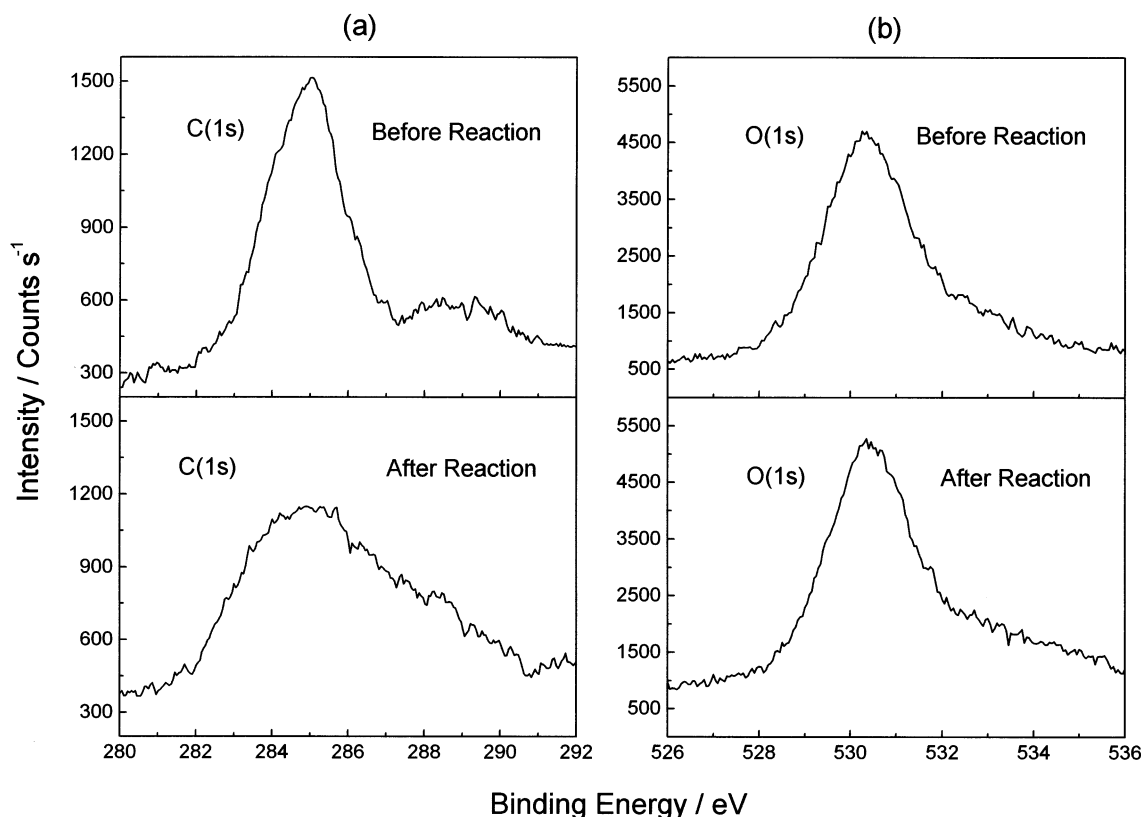 (a)
(b)
Intensity / Counts s⁻¹
1500
1200
900
600
300
C(1s)
Before Reaction
5500
4500
3500
2500
1500
500
O(1s)
Before Reaction
1500
1200
900
600
300
C(1s)
After Reaction
5500
4500
3500
2500
1500
500
O(1s)
After Reaction
280 282 284 286 288 290 292
526 528 530 532 534 536
Binding Energy / eV